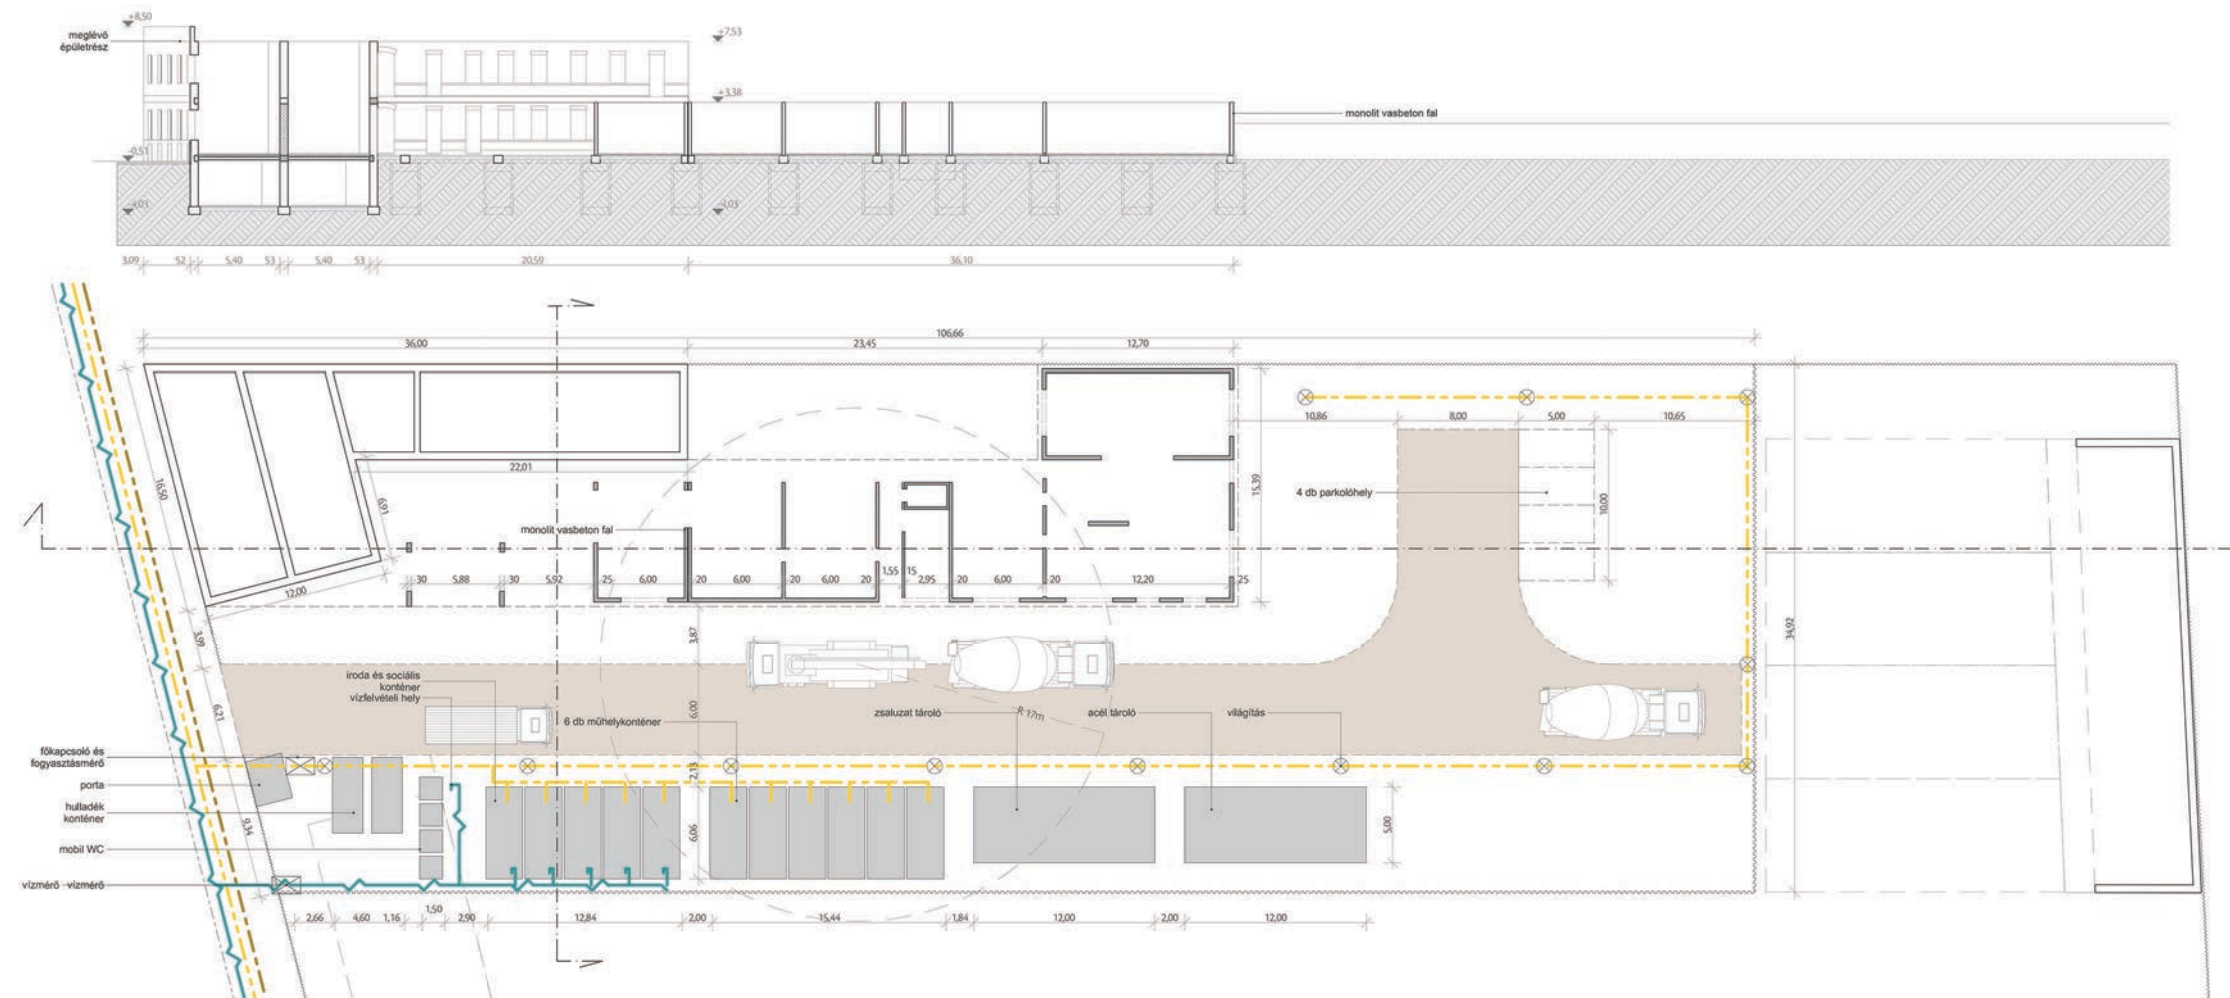 +8,50
meglévő
épületrész
+7,53
+3,38
monolit vasbeton fal
-0,51
-4,03
-4,03
3,09 52 5,40 53 5,40 53 20,59 36,10
106,66
36,00 23,45 12,70
10,86 8,00 5,00 10,65
22,01
16,50
6,91
15,39
4 db parkolóhely
10,00
monolit vasbeton fal
30 5,88 30 5,92 25 6,00 20 6,00 20 6,00 20 1,55 15 2,95 20 6,00 20 12,20 25
12,00
3,99
3,87
34,92
iroda és sociális
konténer
vízfelvételi hely
6,21
6,00
6 db műhelykonténer
zsaluzat tároló
R 17m
acél tároló
világítás
főkapcsoló és
fogyasztásmérő
2,13
porta
hulladék
konténer
9,34
6,06
5,00
mobil WC
vízmérő vízmérő
2,66 4,60 1,16 1,50 2,90 12,84 2,00 15,44 1,84 12,00 2,00 12,00